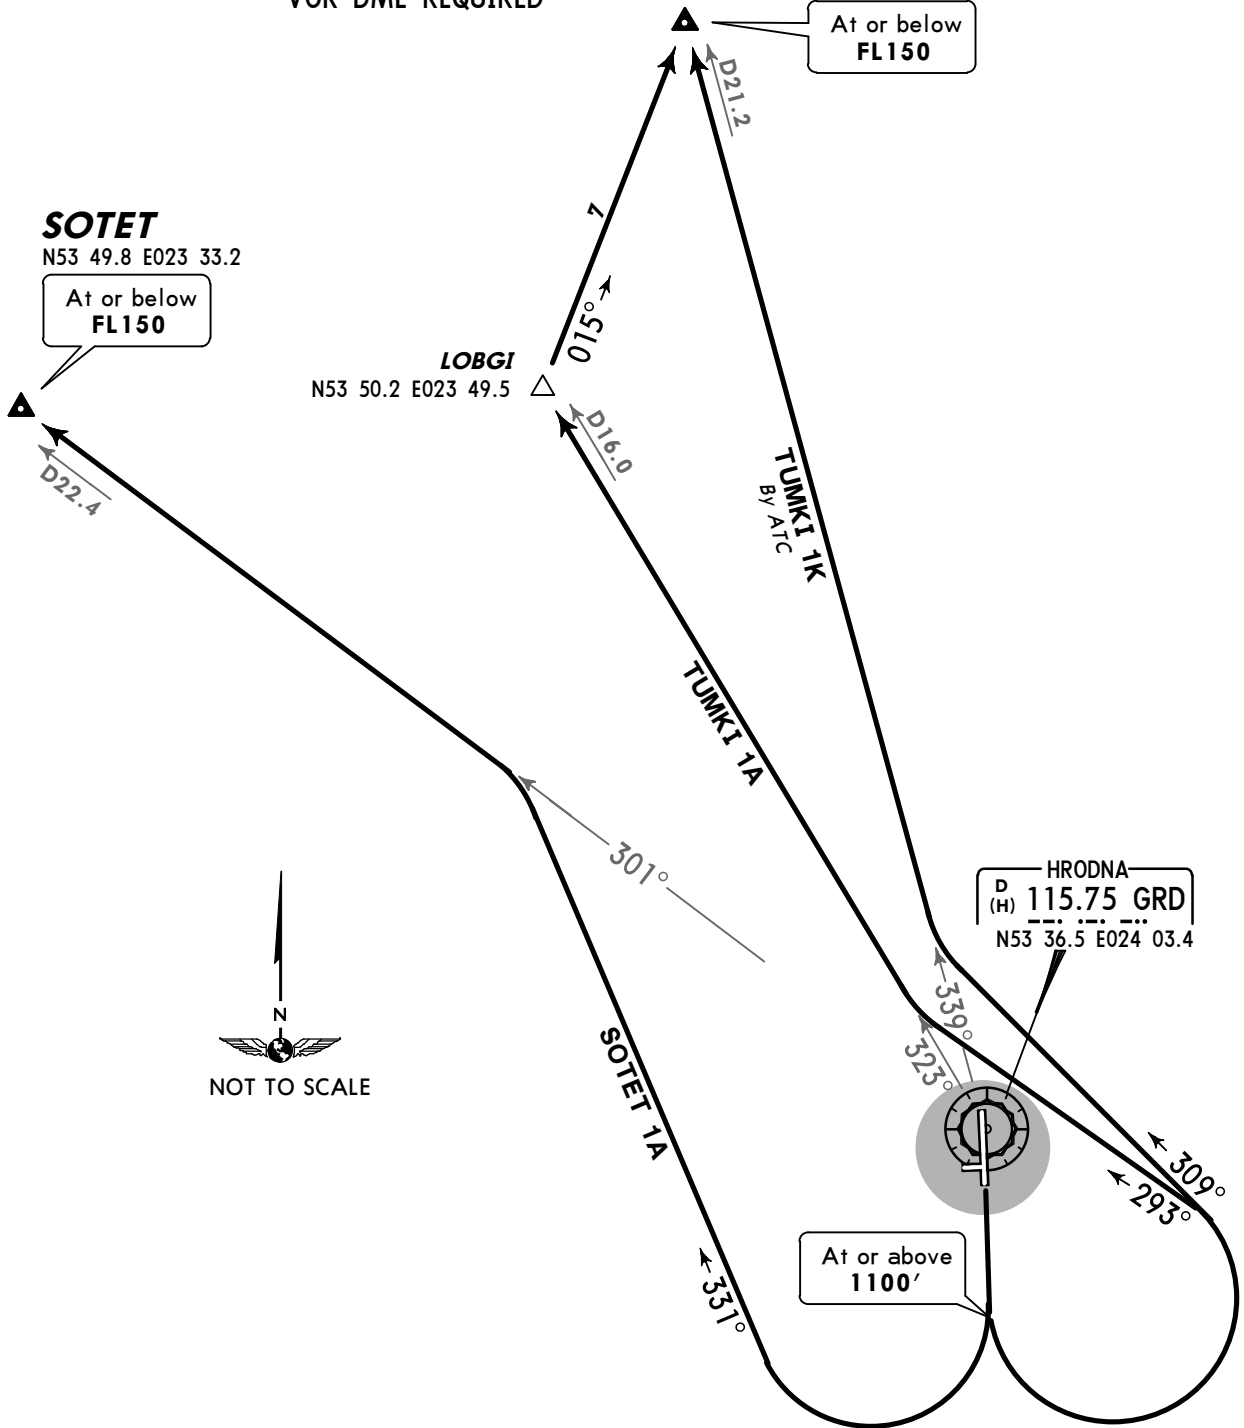 VOR DME REQUIRED
At or below
FL150
D21.2
SOTET
N53 49.8 E023 33.2
At or below
FL150
7
015°
LOBGI
N53 50.2 E023 49.5
D16.0
D22.4
TUMKI 1K
By ATC
TUMKI 1A
301°
HRODNA
D
(H) 115.75 GRD
N53 36.5 E024 03.4
339°
323°
N
NOT TO SCALE
SOTET 1A
309°
293°
At or above
1100'
331°